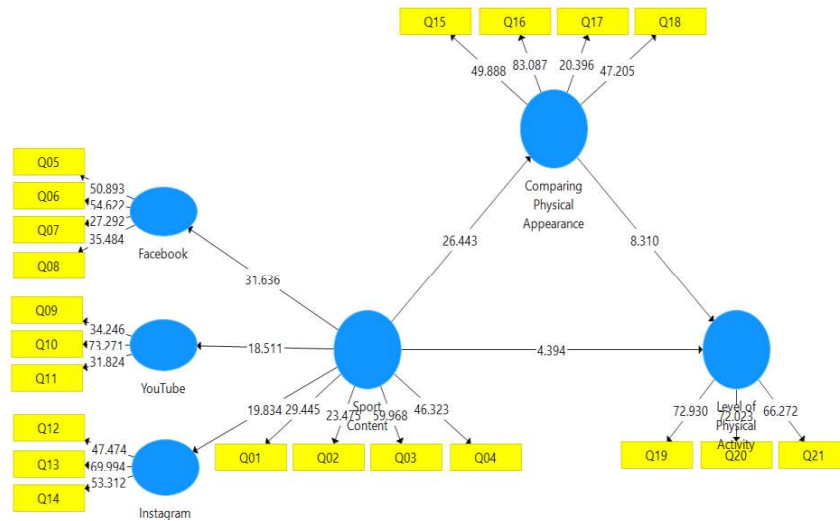 Q15
Q16
Q17
Q18
49.888
83.087
20.396
47.205
Comparing
Physical
Appearance
Q05
Q06
Q07
Q08
50.893
54.622
27.292
35.484
Facebook
26.443
8.310
31.636
Q09
Q10
Q11
34.246
73.271
31.824
YouTube
18.511
4.394
Sport
Content
19.834
29.445
23.475
59.968
46.323
Level of
Physical
Activity
72.930
72.023
66.272
Q12
Q13
Q14
47.474
69.994
53.312
Instagram
Q01
Q02
Q03
Q04
Q19
Q20
Q21